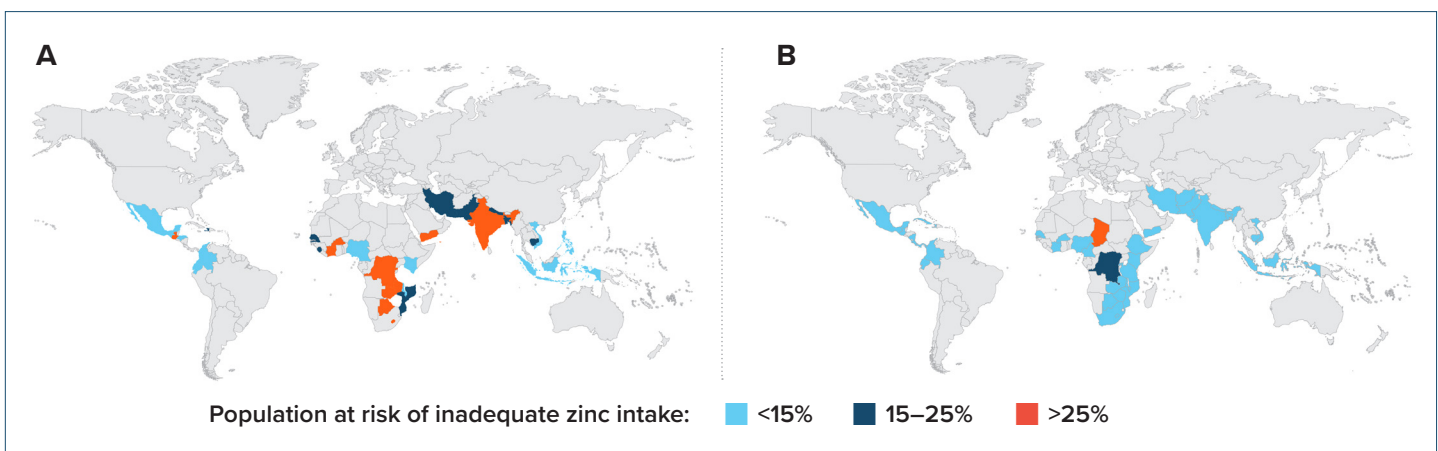 A
B
Population at risk of inadequate zinc intake: <15% 15–25% >25%